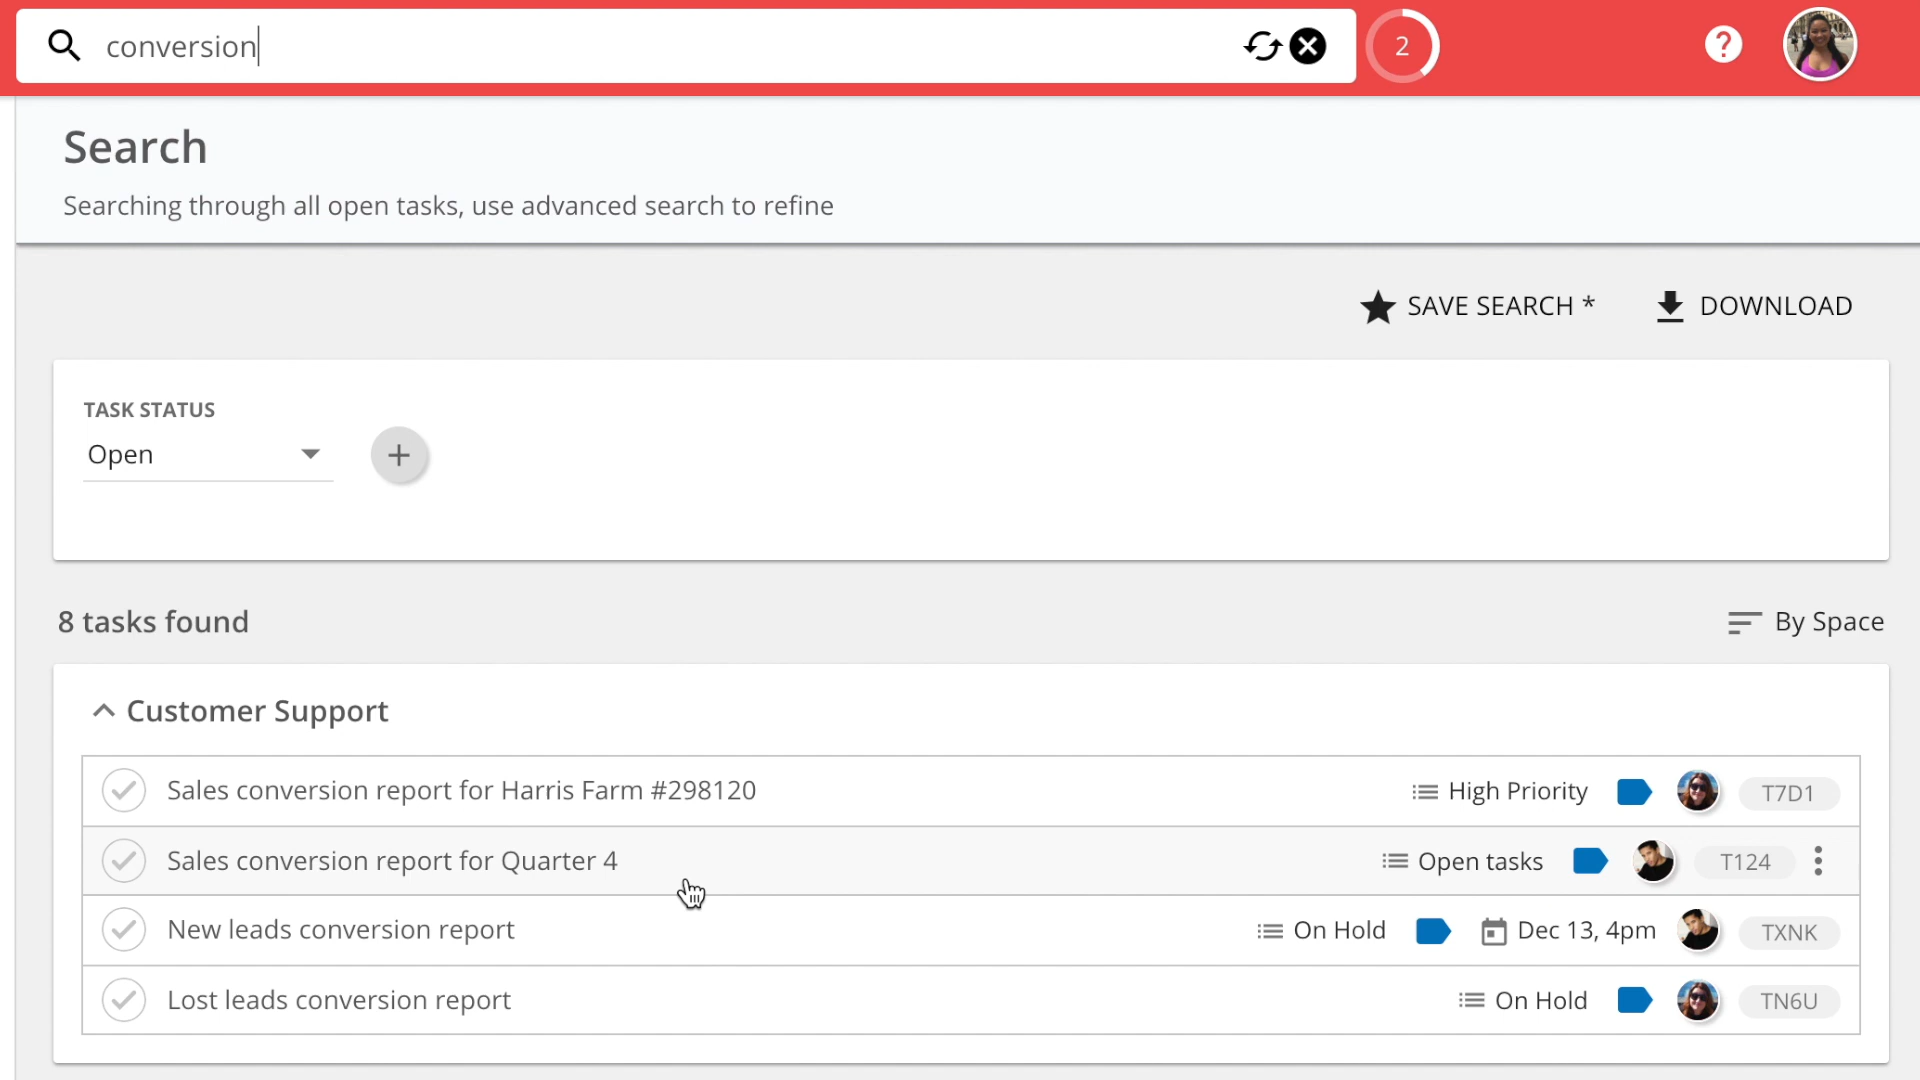 conversion
2
?
Search
Searching through all open tasks, use advanced search to refine
SAVE SEARCH *
DOWNLOAD
TASK STATUS
Open
+
8 tasks found
By Space
Customer Support
Sales conversion report for Harris Farm #298120
High Priority
T7D1
Sales conversion report for Quarter 4
Open tasks
T124
New leads conversion report
On Hold
Dec 13, 4pm
TXNK
Lost leads conversion report
On Hold
TN6U